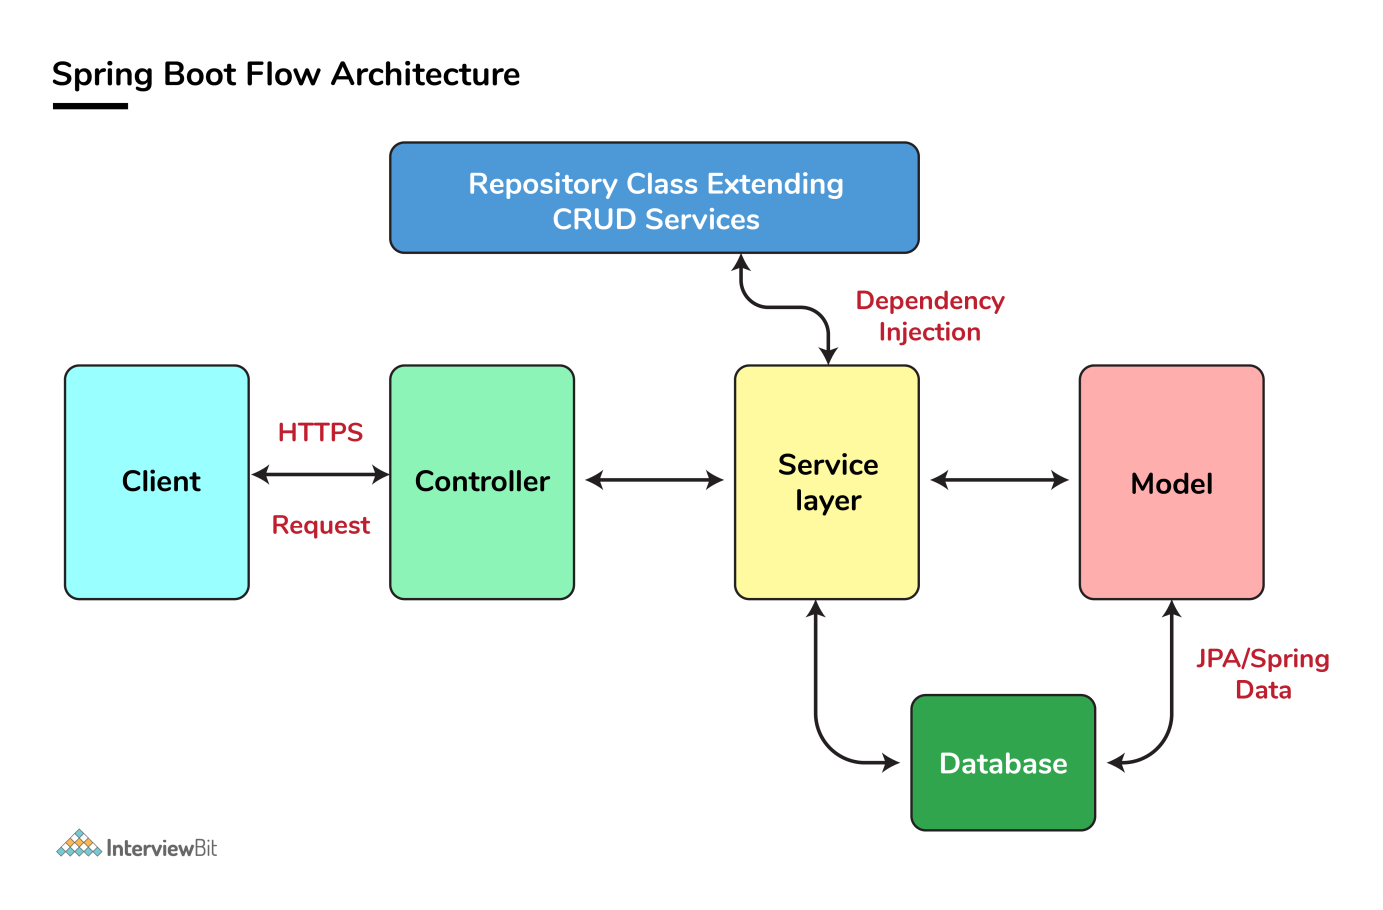 Spring Boot Flow Architecture
Repository Class Extending
CRUD Services
Dependency
Injection
HTTPS
Request
Client
Controller
Service
layer
Model
JPA/Spring
Data
Database
InterviewBit